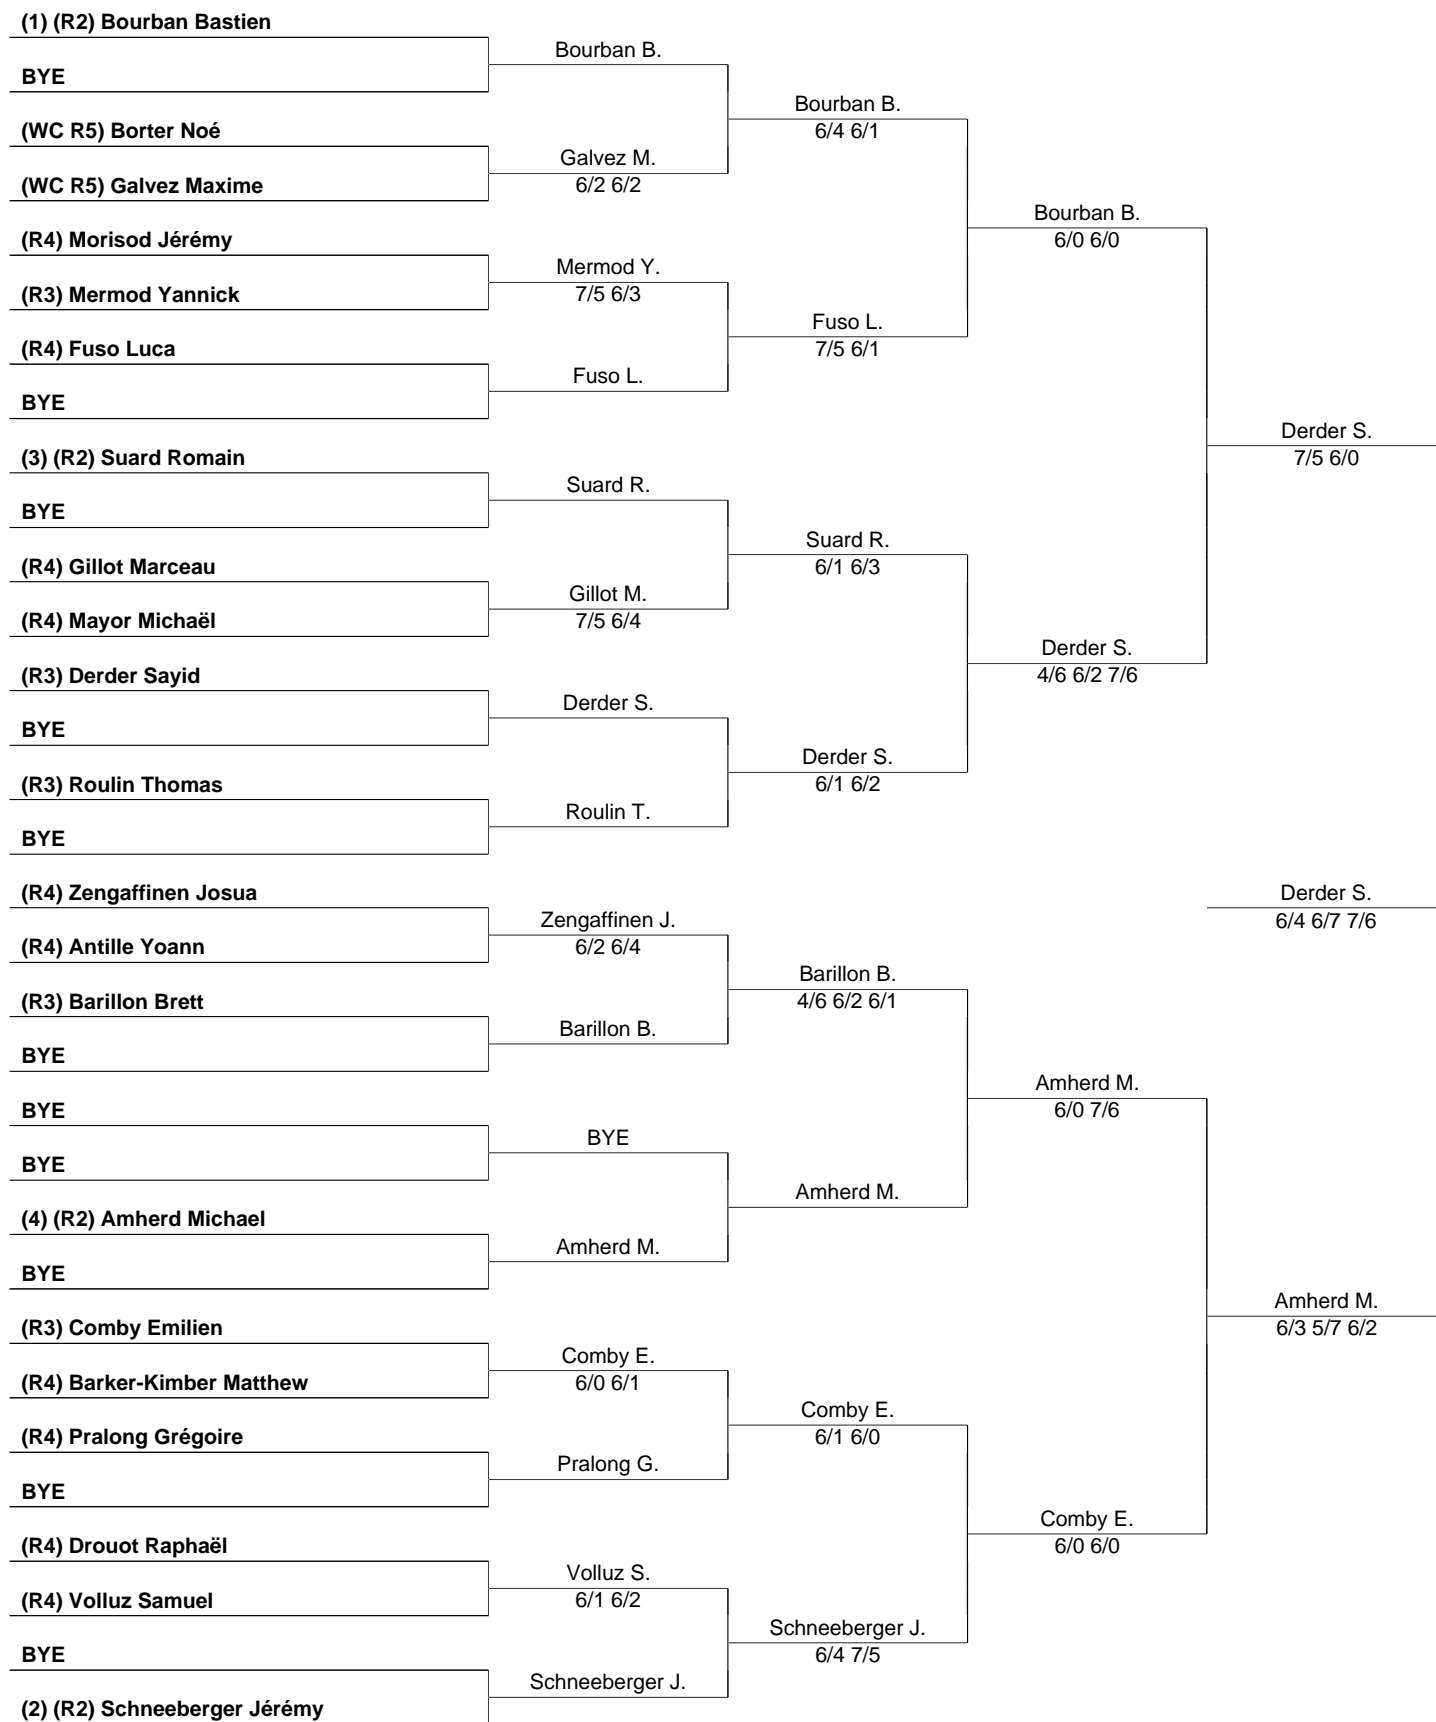 (1) (R2) Bourban Bastien
Bourban B.
BYE
Bourban B.
6/4 6/1
(WC R5) Borter Noé
Galvez M.
6/2 6/2
(WC R5) Galvez Maxime
Bourban B.
6/0 6/0
(R4) Morisod Jérémy
Mermod Y.
7/5 6/3
(R3) Mermod Yannick
Fuso L.
7/5 6/1
(R4) Fuso Luca
Fuso L.
BYE
Derder S.
7/5 6/0
(3) (R2) Suard Romain
Suard R.
BYE
Suard R.
6/1 6/3
(R4) Gillot Marceau
Gillot M.
7/5 6/4
(R4) Mayor Michaël
Derder S.
4/6 6/2 7/6
(R3) Derder Sayid
Derder S.
BYE
Derder S.
6/1 6/2
(R3) Roulin Thomas
Roulin T.
BYE
(R4) Zengaffinen Josua
Derder S.
6/4 6/7 7/6
Zengaffinen J.
6/2 6/4
(R4) Antille Yoann
Barillon B.
4/6 6/2 6/1
(R3) Barillon Brett
Barillon B.
BYE
Amherd M.
6/0 7/6
BYE
BYE
BYE
Amherd M.
(4) (R2) Amherd Michael
Amherd M.
BYE
Amherd M.
6/3 5/7 6/2
(R3) Comby Emilien
Comby E.
6/0 6/1
(R4) Barker-Kimber Matthew
Comby E.
6/1 6/0
(R4) Pralong Grégoire
Pralong G.
BYE
Comby E.
6/0 6/0
(R4) Drouot Raphaël
Volluz S.
6/1 6/2
(R4) Volluz Samuel
Schneeberger J.
6/4 7/5
BYE
Schneeberger J.
(2) (R2) Schneeberger Jérémy